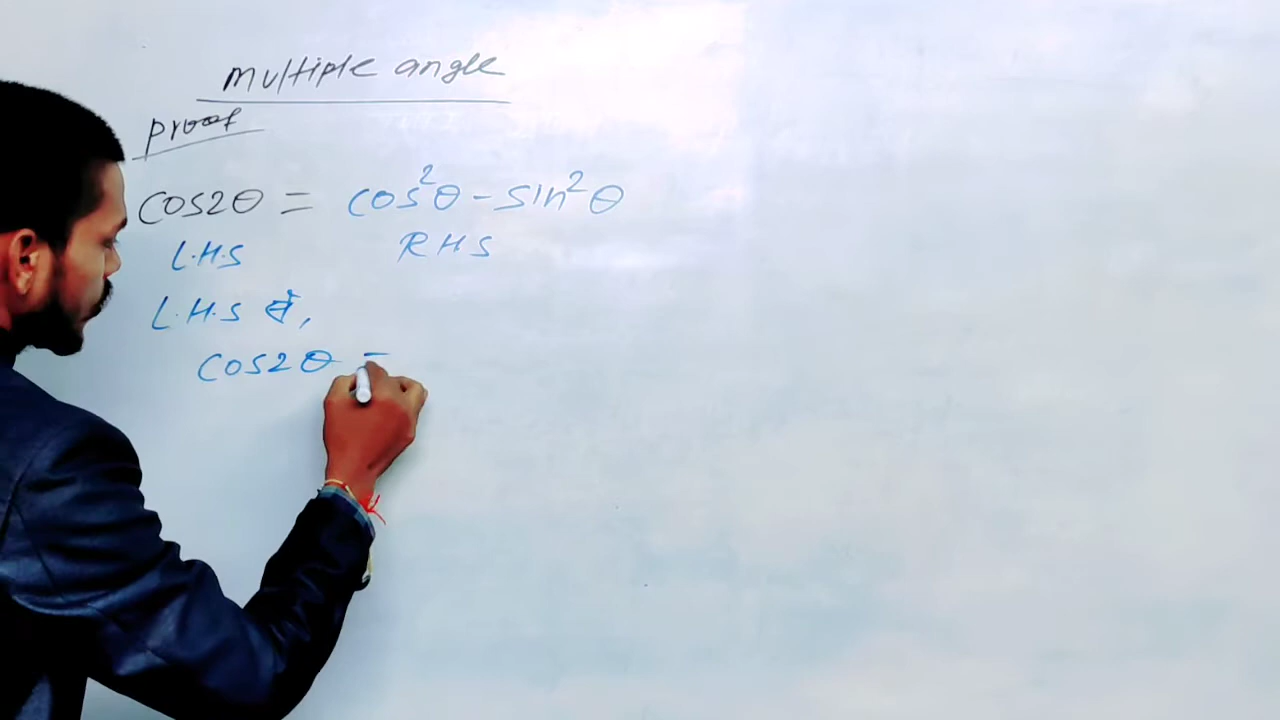 multiple angle
proof
cos2θ = cos²θ - sin²θ
L.H.S RHS
L.H.S से,
cos2θ =